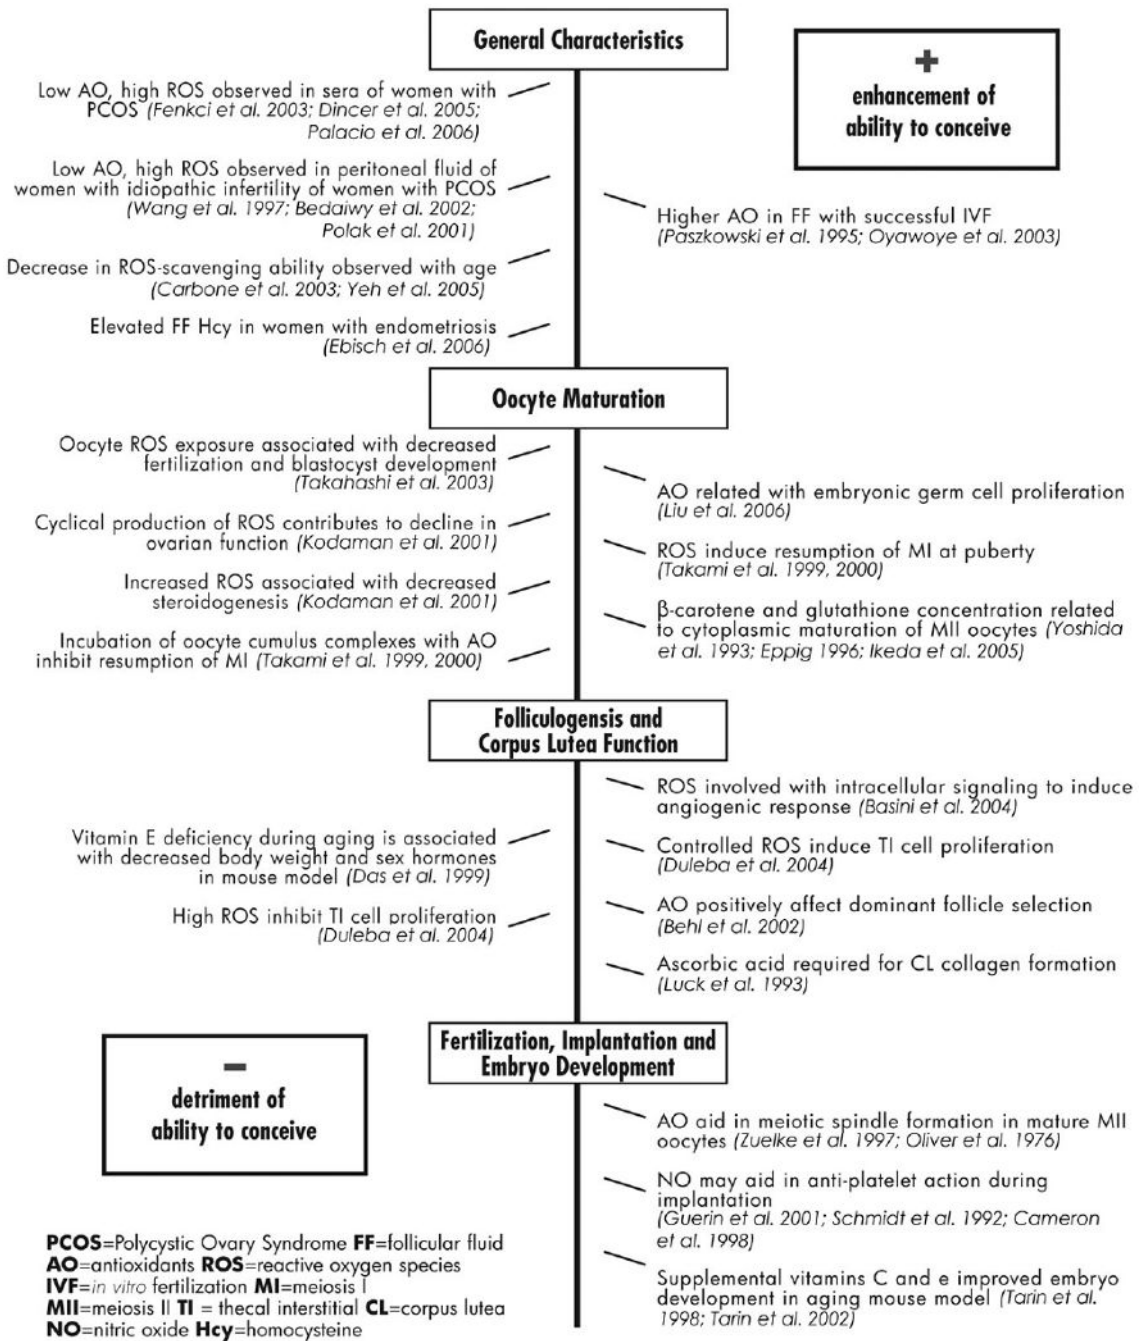 General Characteristics
+
enhancement of
ability to conceive
Low AO, high ROS observed in sera of women with
PCOS (Fenkci et al. 2003; Dincer et al. 2005;
Palacio et al. 2006)
Low AO, high ROS observed in peritoneal fluid of
women with idiopathic infertility of women with PCOS
(Wang et al. 1997; Bedaiwy et al. 2002;
Polak et al. 2001)
Higher AO in FF with successful IVF
(Paszkowski et al. 1995; Oyawoye et al. 2003)
Decrease in ROS-scavenging ability observed with age
(Carbone et al. 2003; Yeh et al. 2005)
Elevated FF Hcy in women with endometriosis
(Ebisch et al. 2006)
Oocyte Maturation
Oocyte ROS exposure associated with decreased
fertilization and blastocyst development
(Takahashi et al. 2003)
Cyclical production of ROS contributes to decline in
ovarian function (Kodaman et al. 2001)
Increased ROS associated with decreased
steroidogenesis (Kodaman et al. 2001)
Incubation of oocyte cumulus complexes with AO
inhibit resumption of MI (Takami et al. 1999, 2000)
AO related with embryonic germ cell proliferation
(Liu et al. 2006)
ROS induce resumption of MI at puberty
(Takami et al. 1999, 2000)
β-carotene and glutathione concentration related
to cytoplasmic maturation of MII oocytes (Yoshida
et al. 1993; Eppig 1996; Ikeda et al. 2005)
Folliculogensis and
Corpus Lutea Function
Vitamin E deficiency during aging is associated
with decreased body weight and sex hormones
in mouse model (Das et al. 1999)
High ROS inhibit TI cell proliferation
(Duleba et al. 2004)
ROS involved with intracellular signaling to induce
angiogenic response (Basini et al. 2004)
Controlled ROS induce TI cell proliferation
(Duleba et al. 2004)
AO positively affect dominant follicle selection
(Behl et al. 2002)
Ascorbic acid required for CL collagen formation
(Luck et al. 1993)
Fertilization, Implantation and
Embryo Development
−
detriment of
ability to conceive
AO aid in meiotic spindle formation in mature MII
oocytes (Zuelke et al. 1997; Oliver et al. 1976)
NO may aid in anti-platelet action during
implantation
(Guerin et al. 2001; Schmidt et al. 1992; Cameron
et al. 1998)
Supplemental vitamins C and e improved embryo
development in aging mouse model (Tarin et al.
1998; Tarin et al. 2002)
PCOS=Polycystic Ovary Syndrome FF=follicular fluid
AO=antioxidants ROS=reactive oxygen species
IVF=in vitro fertilization MI=meiosis I
MII=meiosis II TI = thecal interstitial CL=corpus lutea
NO=nitric oxide Hcy=homocysteine